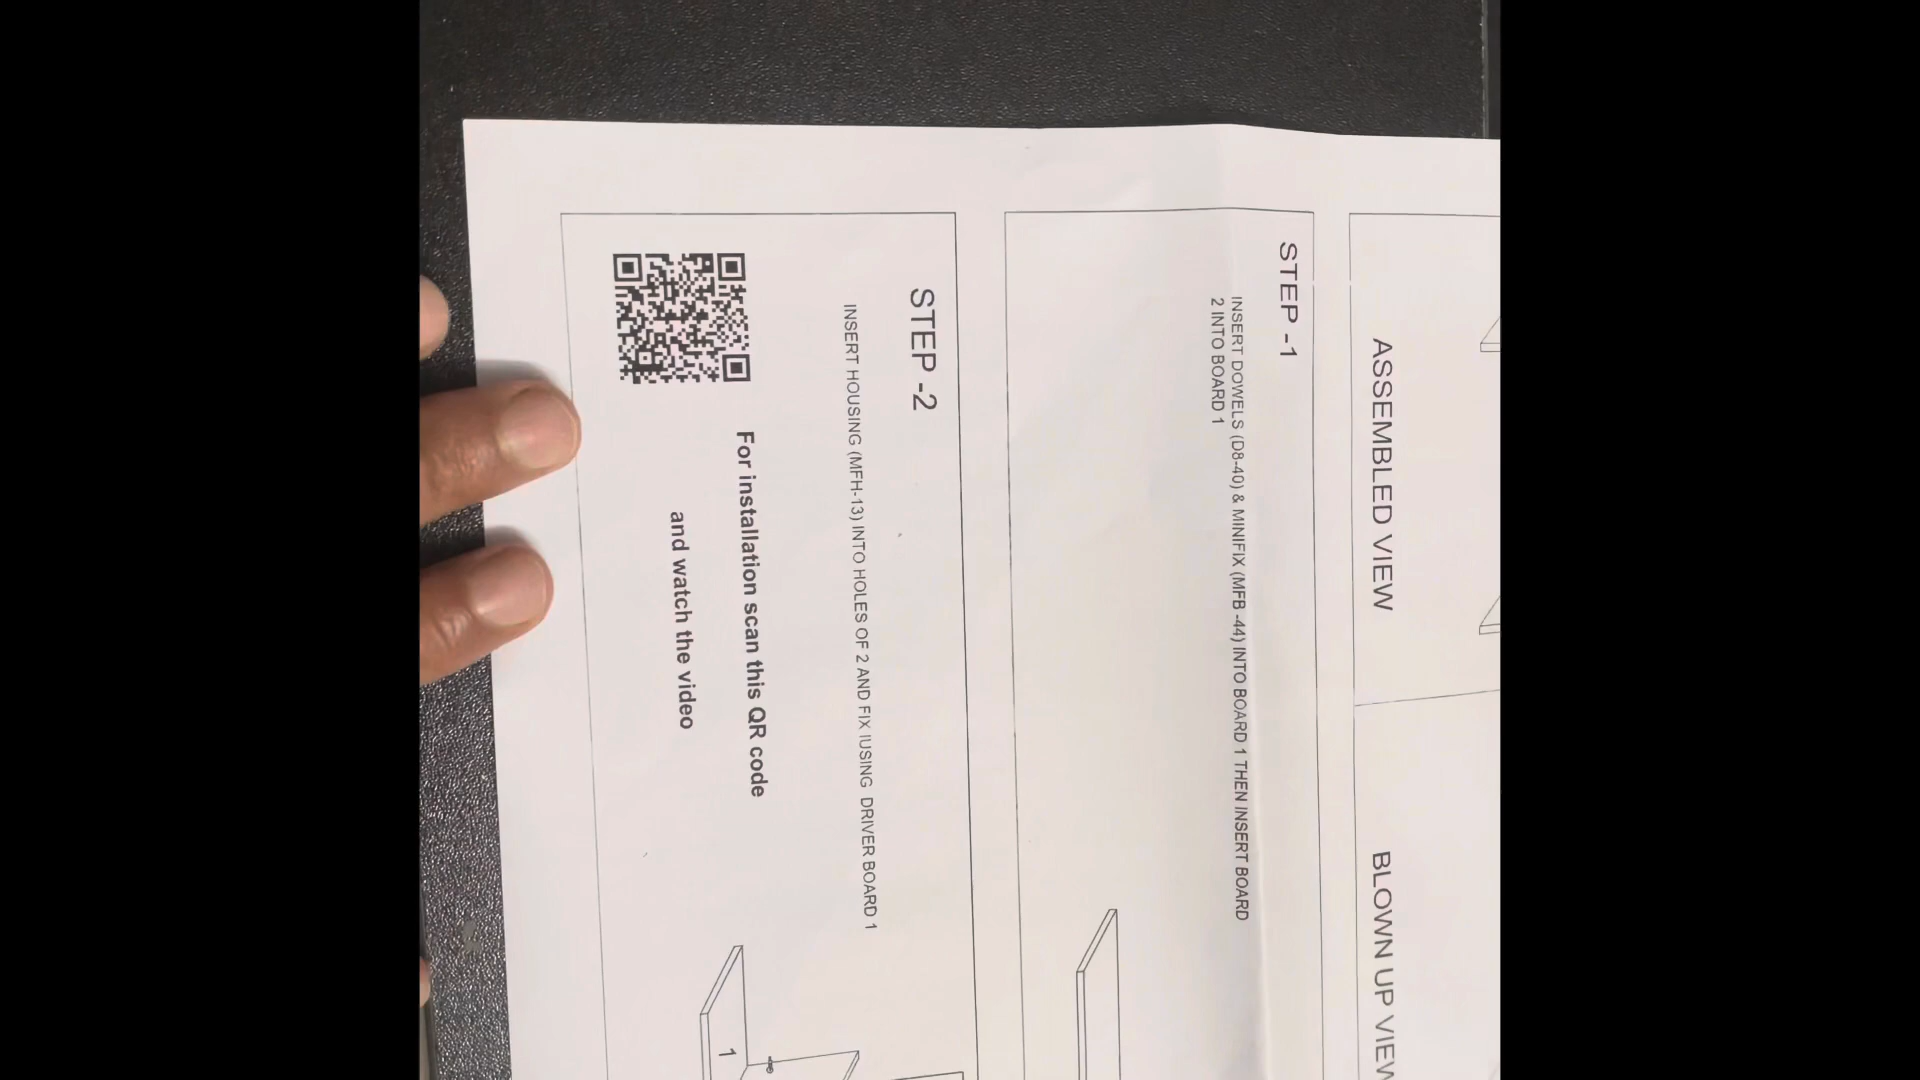 ASSEMBLED VIEW
BLOWN UP VIEW
STEP -1
INSERT DOWELS (D8-40) & MINIFIX (MFB -44) INTO BOARD 1 THEN INSERT BOARD
2 INTO BOARD 1
STEP -2
INSERT HOUSING (MFH-13) INTO HOLES OF 2 AND FIX IUSING DRIVER BOARD 1
For installation scan this QR code
and watch the video
1